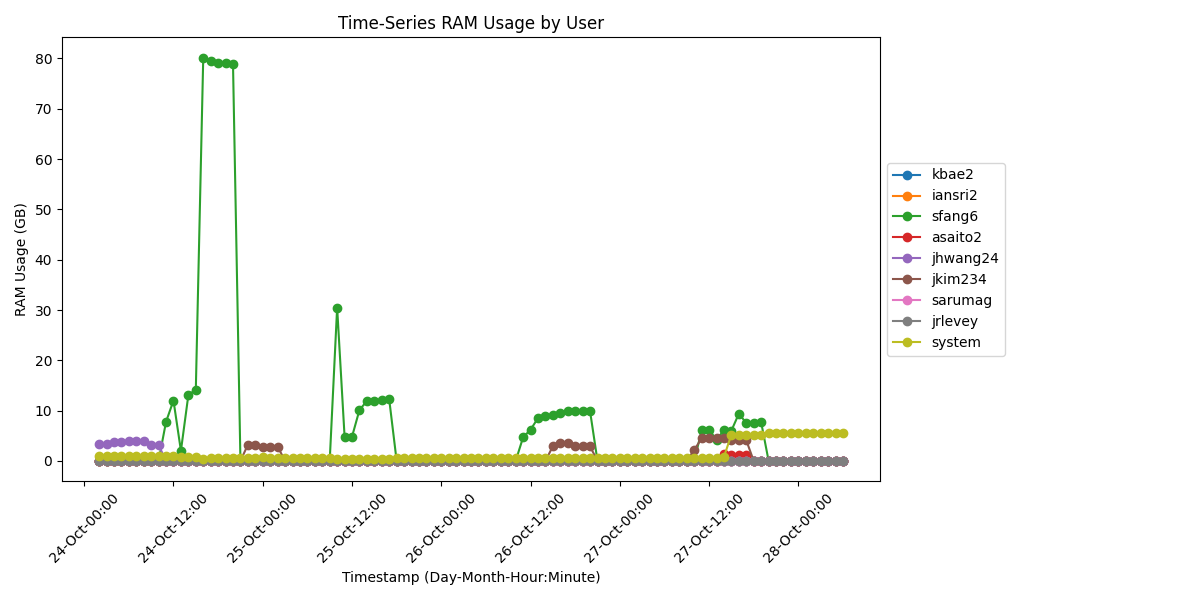 Time-Series RAM Usage by User
80
70
60
50
40
30
20
10
0
RAM Usage (GB)
24-Oct-00:00
24-Oct-12:00
25-Oct-00:00
25-Oct-12:00
26-Oct-00:00
26-Oct-12:00
27-Oct-00:00
27-Oct-12:00
28-Oct-00:00
Timestamp (Day-Month-Hour:Minute)
kbae2
iansri2
sfang6
asaito2
jhwang24
jkim234
sarumag
jrlevey
system